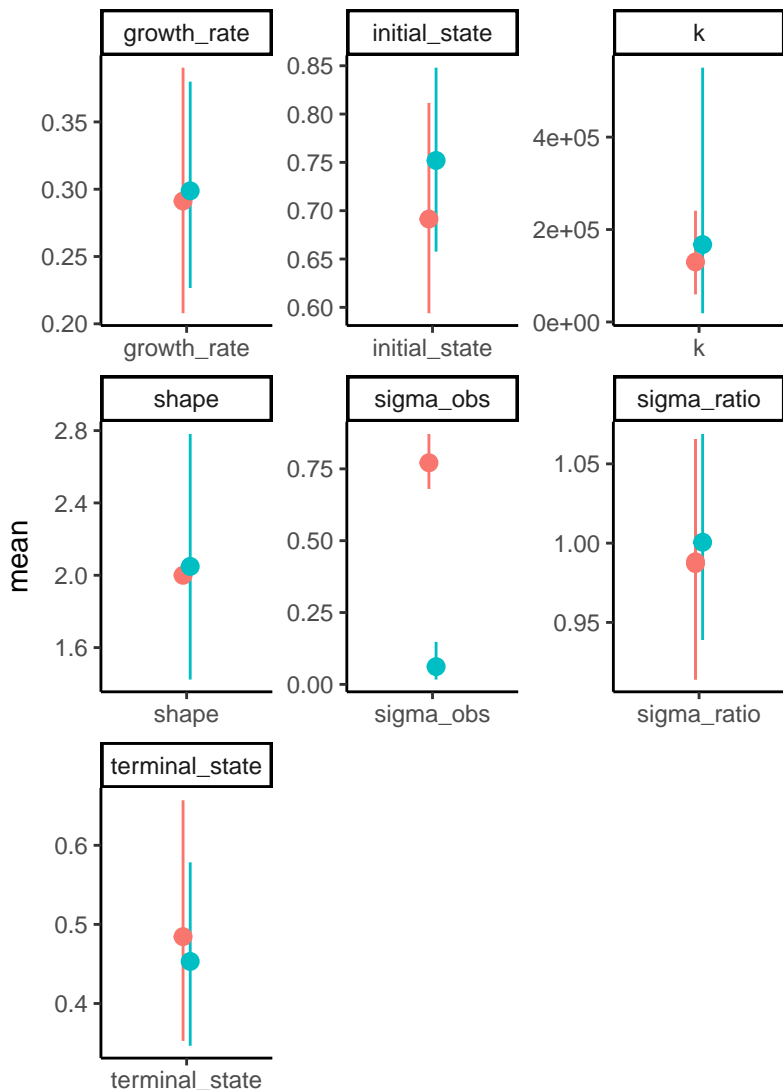 growth_rate
initial_state
k
0.35
0.30
0.25
0.20
0.85
0.80
0.75
0.70
0.65
0.60
4e+05
2e+05
0e+00
growth_rate
initial_state
k
shape
sigma_obs
sigma_ratio
mean
2.8
2.4
2.0
1.6
0.75
0.50
0.25
0.00
1.05
1.00
0.95
shape
sigma_obs
sigma_ratio
terminal_state
0.6
0.5
0.4
terminal_state